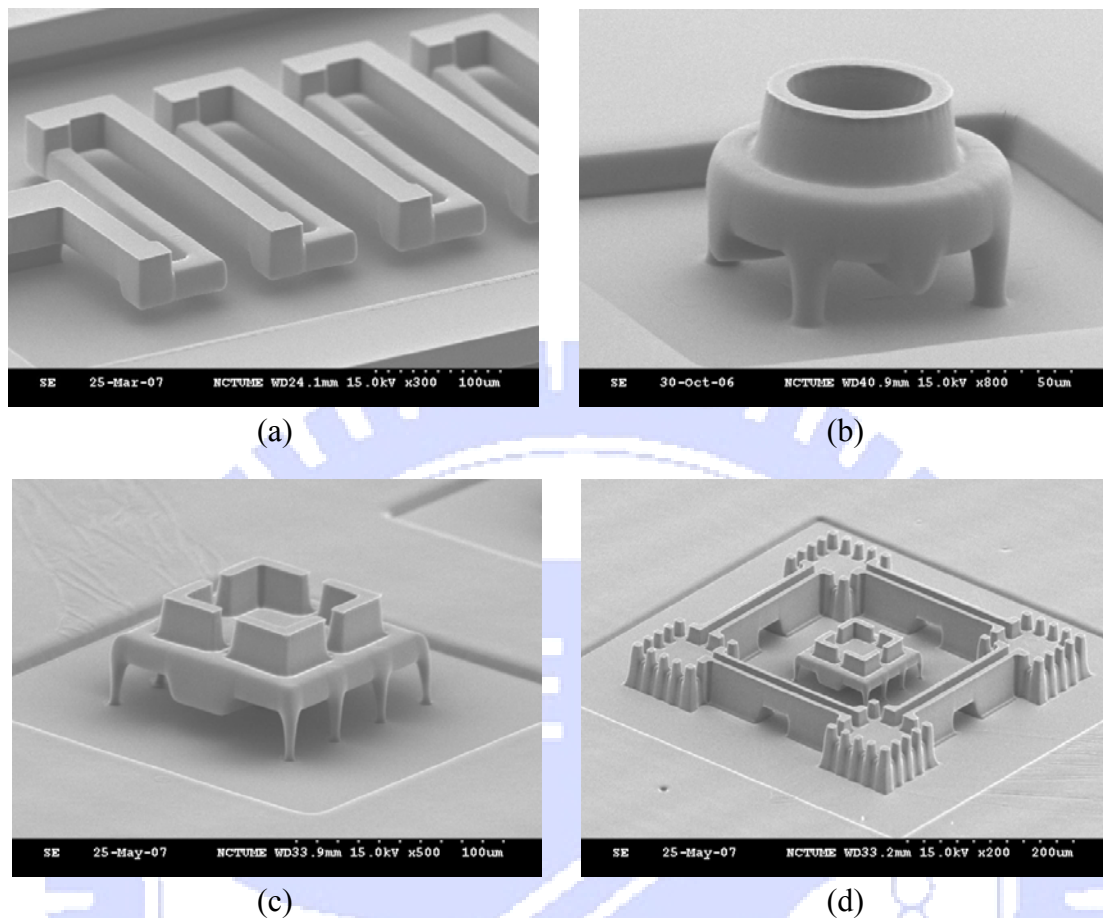 SE 25-Mar-07 NCTUME WD24.1mm 15.0kV x300 100um
SE 30-Oct-06 NCTUME WD40.9mm 15.0kV x800 50um
(a) (b)
SE 25-May-07 NCTUME WD33.9mm 15.0kV x500 100um
SE 25-May-07 NCTUME WD33.2mm 15.0kV x200 200um
(c) (d)